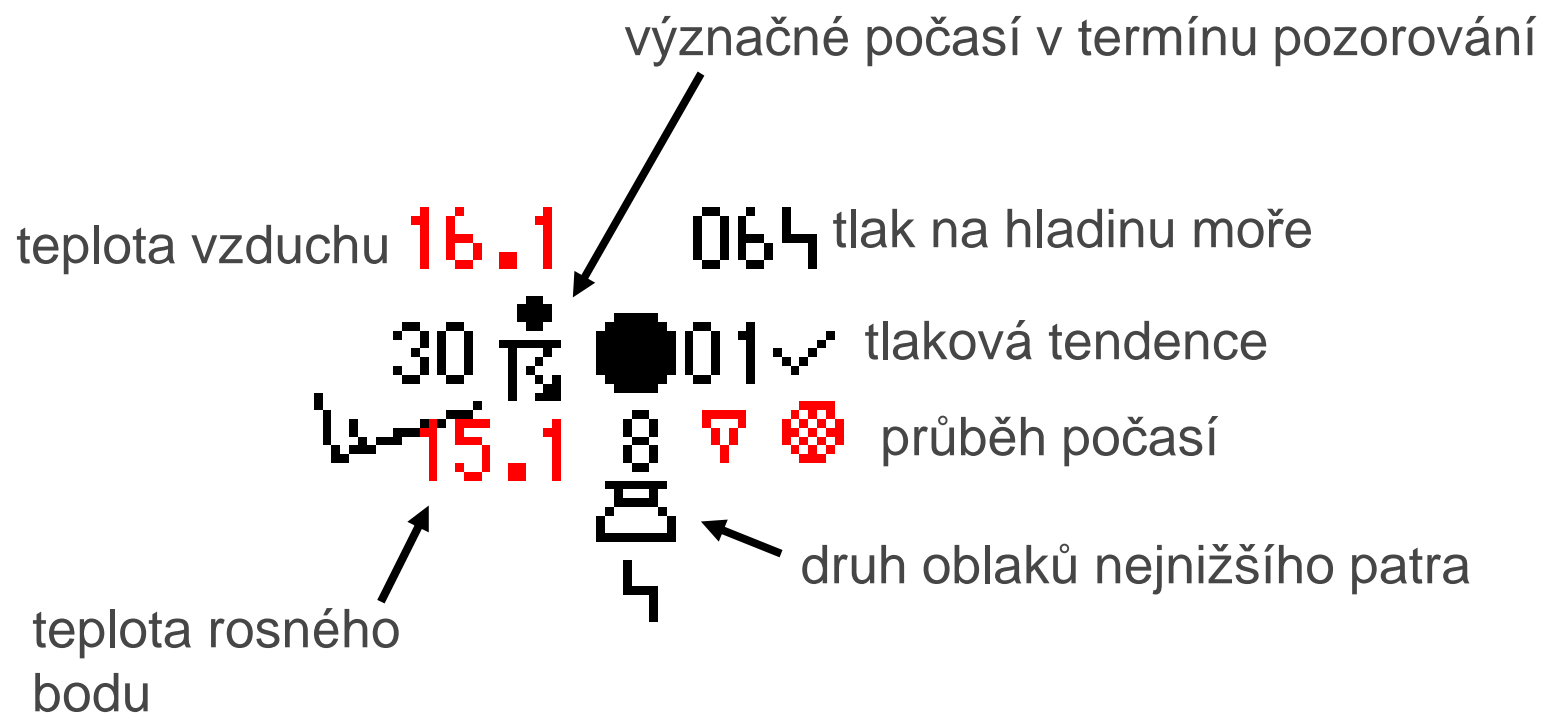 význačné počasí v termínu pozorování
teplota vzduchu 16.1 064 tlak na hladinu moře
30 01 tlaková tendence
15.1 8 průběh počasí
druh oblaků nejnižšího patra
4
teplota rosného
bodu